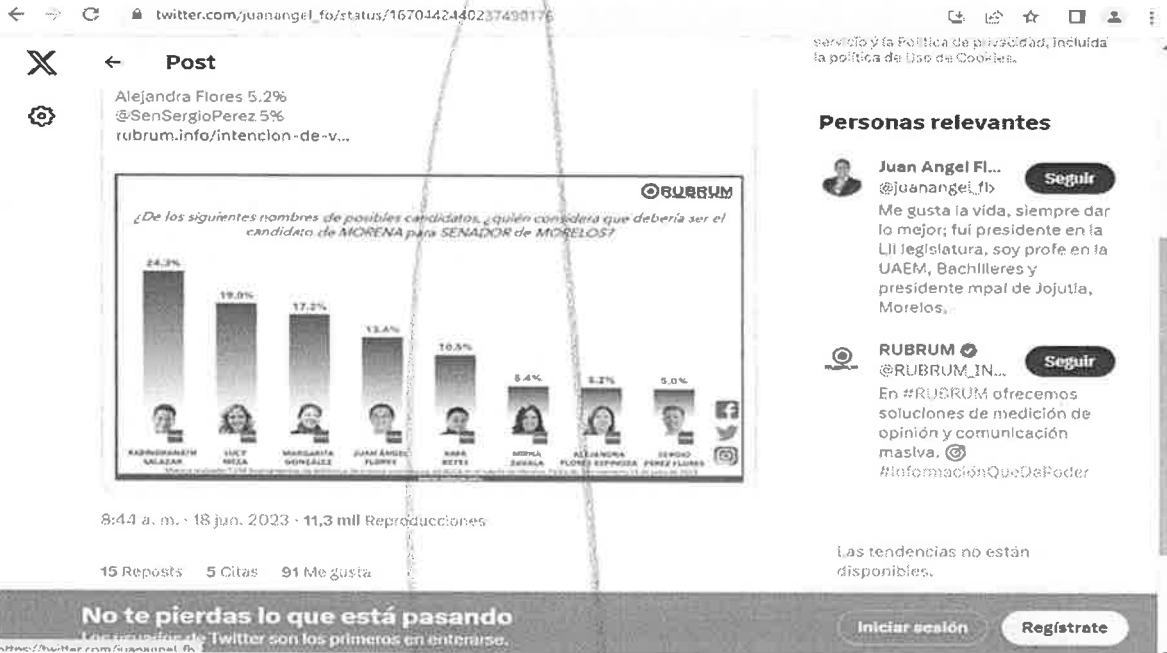 twitter.com/juanangel_fo/status/1670442440237490176
Post
Alejandra Flores 5.2%
@SenSergioPerez 5%
rubrum.info/intencion-de-v...
RUBRUM
¿De los siguientes nombres de posibles candidatos, ¿quién considera que debería ser el
candidato de MORENA para SENADOR de MORELOS?
24.3%
19.0%
17.2%
13.4%
10.5%
5.4%
5.2%
5.0%
RABINDRANATH
SALAZAR
LUCY
MEZA
MARGARITA
GONZÁLEZ
JUAN ÁNGEL
FLORES
RAFA
REYES
MIRNA
ZAVALA
ALEJANDRA
FLORES ESPINOZA
SERGIO
PÉREZ FLORES
8:44 a. m. · 18 jun. 2023 · 11,3 mil Reproducciones
15 Reposts 5 Citas 91 Me gusta
servicio y la Política de privacidad, incluida
la política de Uso de Cookies.
Personas relevantes
Juan Angel Fl...
Seguir
Me gusta la vida, siempre dar
lo mejor; fui presidente en la
LII legislatura, soy profe en la
UAEM, Bachilleres y
presidente mpal de Jojutla,
Morelos.
RUBRUM
@RUBRUM_IN...
Seguir
En #RUBRUM ofrecemos
soluciones de medición de
opinión y comunicación
masiva.
#InformaciónQueDaPoder
Las tendencias no están
disponibles.
No te pierdas lo que está pasando
Los usuarios de Twitter son los primeros en enterarse.
Iniciar sesión
Regístrate